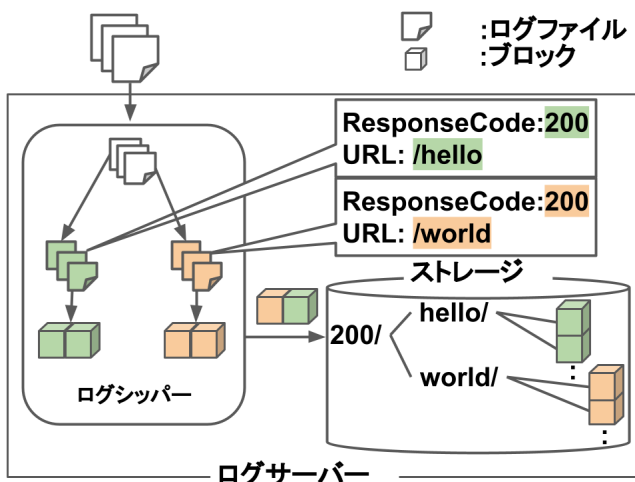 :ログファイル
:ブロック
ResponseCode:200
URL: /hello
ResponseCode:200
URL: /world
ストレージ
200/
hello/
world/
:
:
ログシッパー
ログサーバー